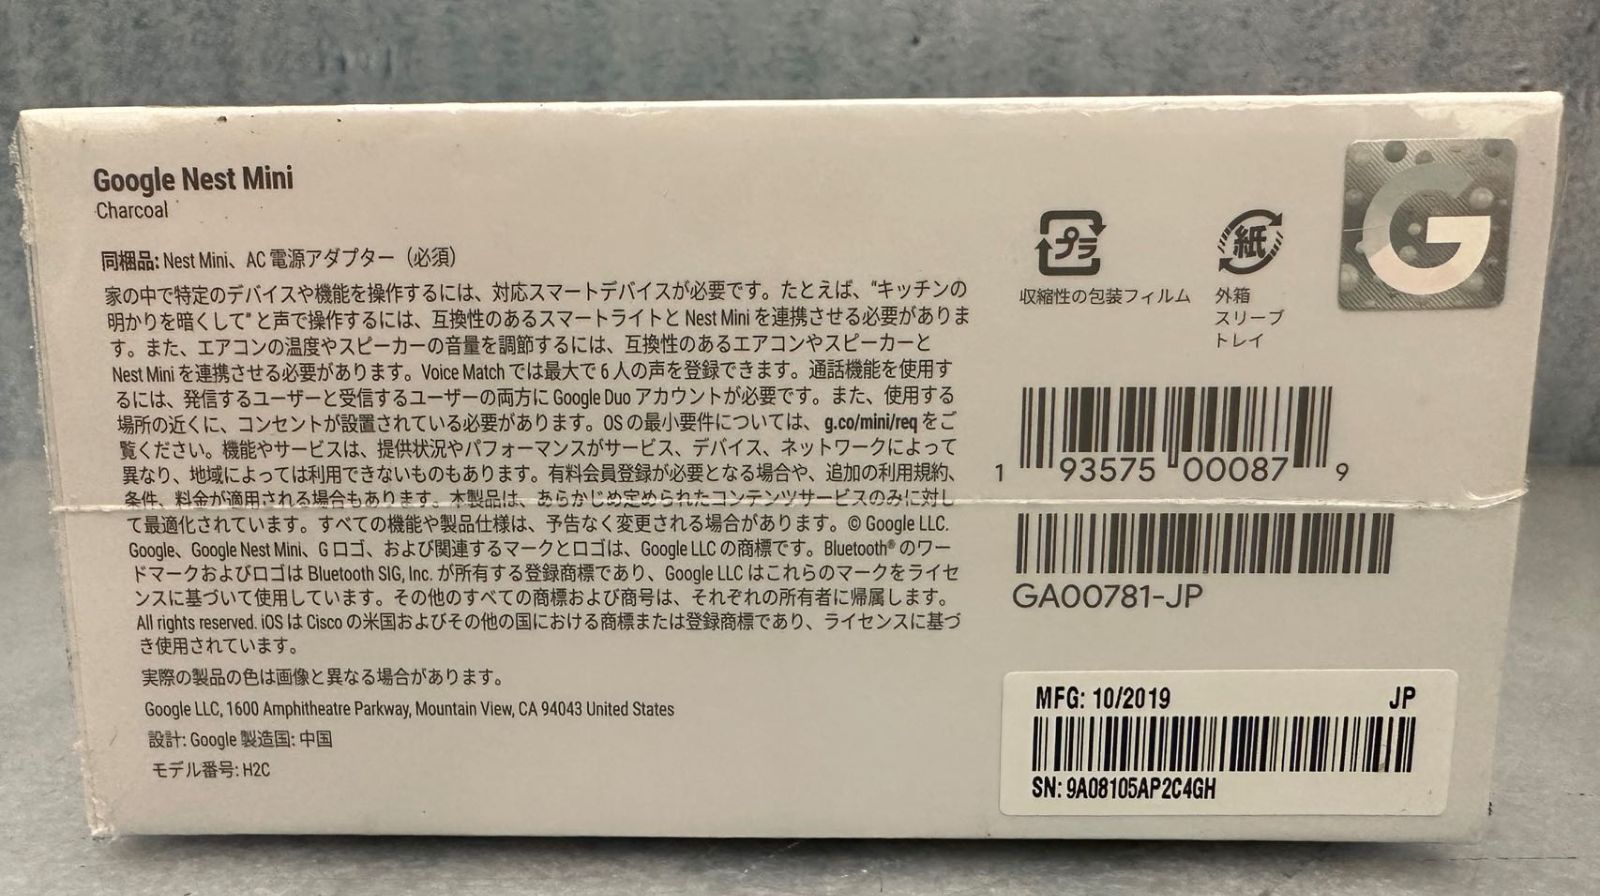 Google Nest Mini
Charcoal
同梱品: Nest Mini、AC 電源アダプター（必須）
家の中で特定のデバイスや機能を操作するには、対応スマートデバイスが必要です。たとえば、“キッチンの
明かりを暗くして” と声で操作するには、互換性のあるスマートライトと Nest Mini を連携させる必要がありま
す。また、エアコンの温度やスピーカーの音量を調節するには、互換性のあるエアコンやスピーカーと
Nest Mini を連携させる必要があります。Voice Match では最大で 6 人の声を登録できます。通話機能を使用す
るには、発信するユーザーと受信するユーザーの両方に Google Duo アカウントが必要です。また、使用する
場所の近くに、コンセントが設置されている必要があります。OS の最小要件については、 g.co/mini/req をご
覧ください。機能やサービスは、提供状況やパフォーマンスがサービス、デバイス、ネットワークによって
異なり、地域によっては利用できないものもあります。有料会員登録が必要となる場合や、追加の利用規約、
条件、料金が適用される場合もあります。本製品は、あらかじめ定められたコンテンツサービスのみに対し
て最適化されています。すべての機能や製品仕様は、予告なく変更される場合があります。© Google LLC.
Google、Google Nest Mini、G ロゴ、および関連するマークとロゴは、Google LLC の商標です。Bluetooth® のワー
ドマークおよびロゴは Bluetooth SIG, Inc. が所有する登録商標であり、Google LLC はこれらのマークをライセ
ンスに基づいて使用しています。その他のすべての商標および商号は、それぞれの所有者に帰属します。
All rights reserved. iOS は Cisco の米国およびその他の国における商標または登録商標であり、ライセンスに基づ
き使用されています。
実際の製品の色は画像と異なる場合があります。
Google LLC, 1600 Amphitheatre Parkway, Mountain View, CA 94043 United States
設計: Google 製造国: 中国
モデル番号: H2C
プラ
収縮性の包装フィルム
紙
外箱
スリーブ
トレイ
G
1 93575 00087 9
GA00781-JP
MFG: 10/2019 JP
SN: 9A08105AP2C4GH